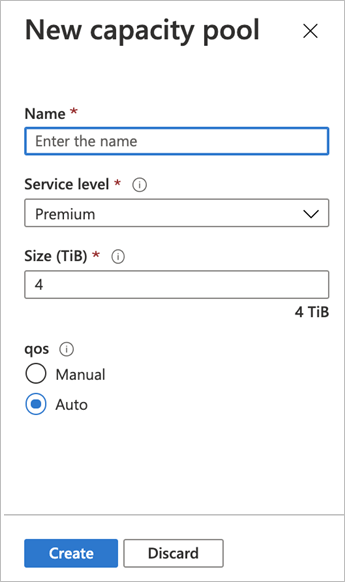 New capacity pool
Name *
Enter the name
Service level *
Premium
Size (TiB) *
4
4 TiB
qos
Manual
Auto
Create
Discard